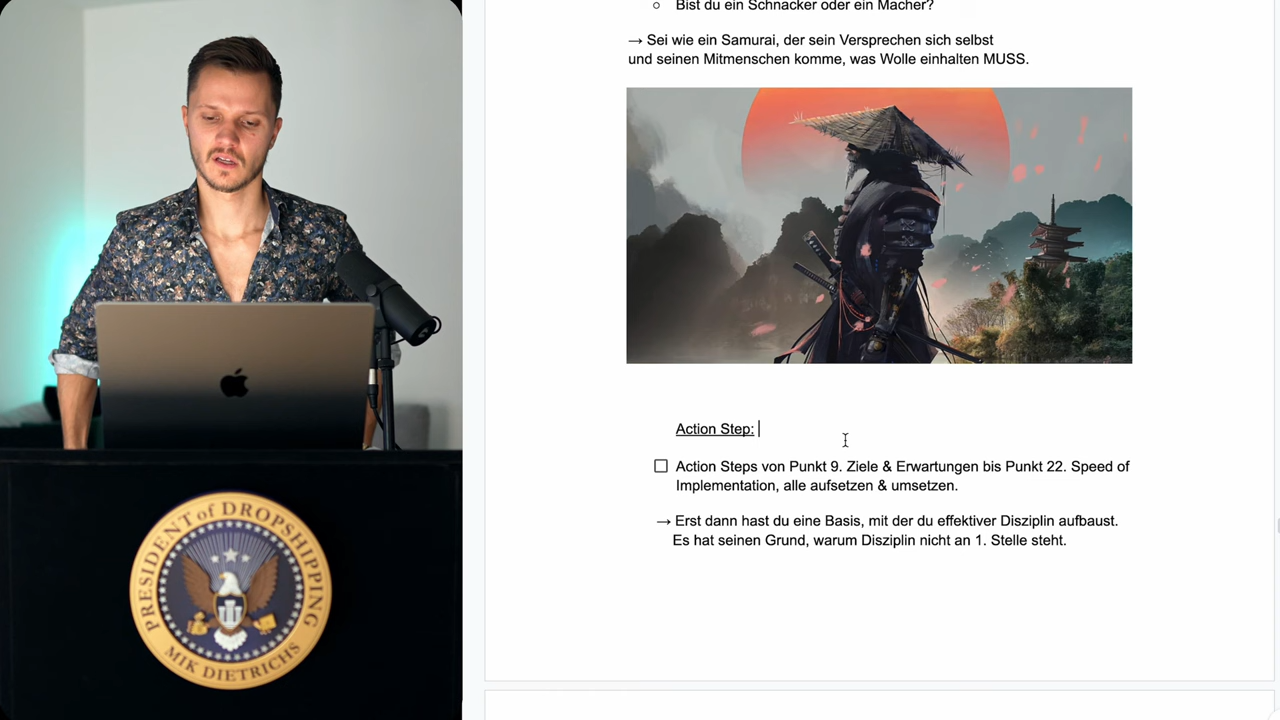 Bist du ein Schnacker oder ein Macher?
→ Sei wie ein Samurai, der sein Versprechen sich selbst
und seinen Mitmenschen komme, was Wolle einhalten MUSS.
Action Step:
Action Steps von Punkt 9. Ziele & Erwartungen bis Punkt 22. Speed of
Implementation, alle aufsetzen & umsetzen.
→ Erst dann hast du eine Basis, mit der du effektiver Disziplin aufbaust.
Es hat seinen Grund, warum Disziplin nicht an 1. Stelle steht.
PRESIDENT of DROPSHIPPING
MIK DIETRICHS